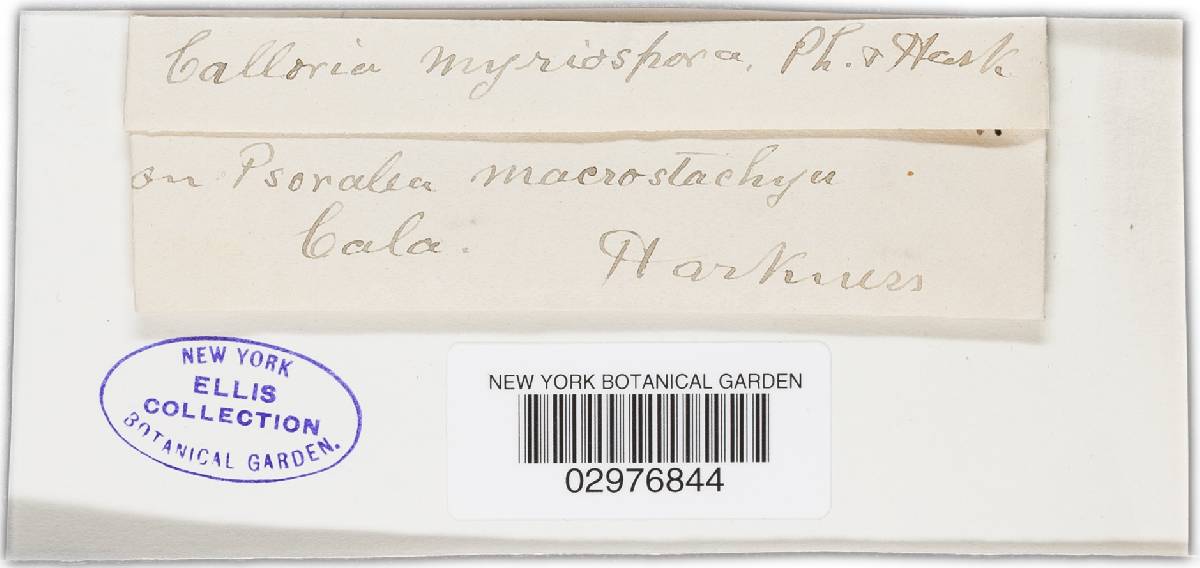 Calloria myriospora, Ph. & Hark
on Psoralea macrostachya
Cala. Harkness
NEW YORK
ELLIS
COLLECTION
BOTANICAL GARDEN.
NEW YORK BOTANICAL GARDEN
02976844